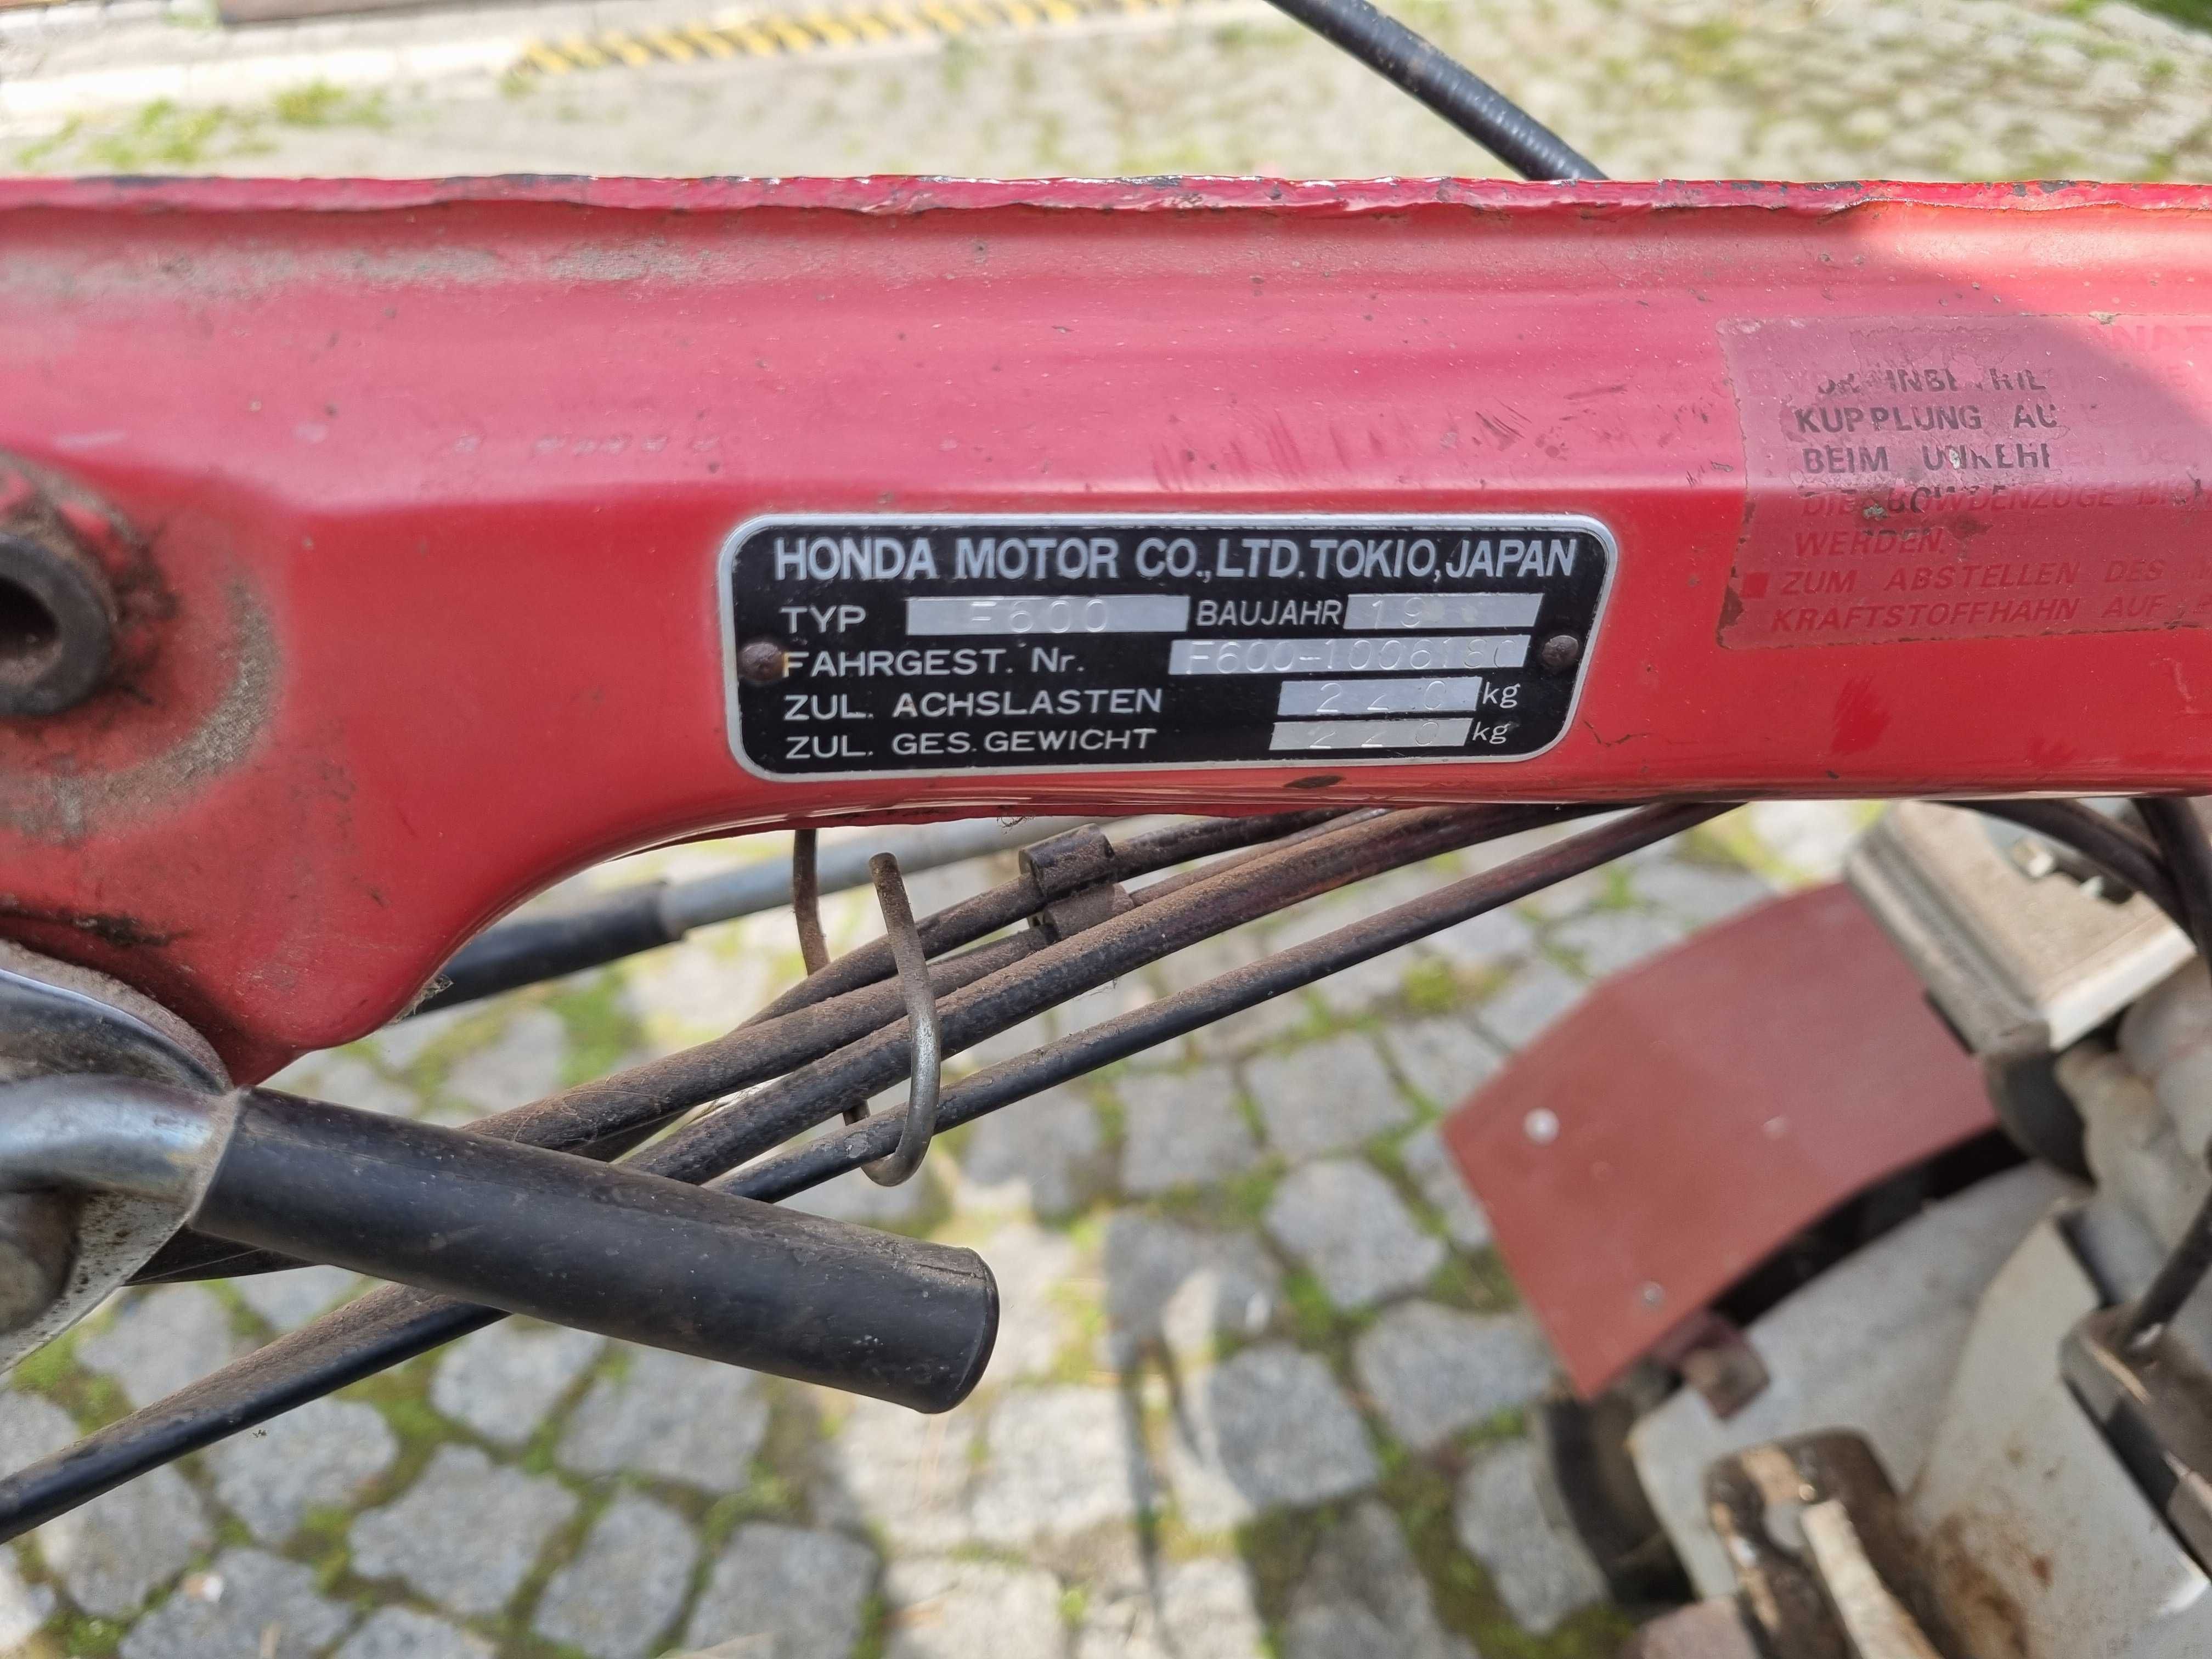 HONDA MOTOR CO., LTD. TOKIO, JAPAN
TYP F600 BAUJAHR 19
FAHRGEST. Nr. F600-1006180
ZUL. ACHSLASTEN 220 kg
ZUL. GES. GEWICHT 220 kg
KUPPLUNG AU
BEIM
WERDEN.
ZUM ABSTELLEN DES
KRAFTSTOFFHAHN AUF